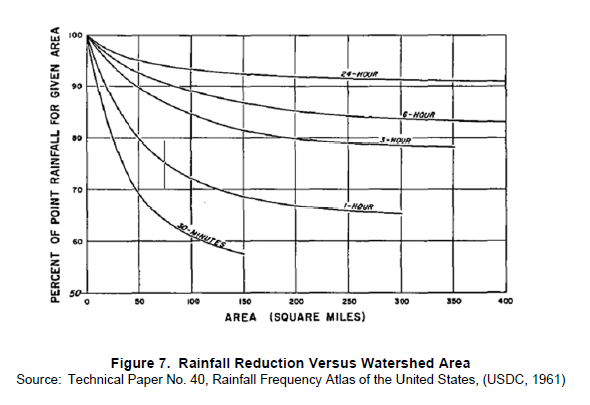 PERCENT OF POINT RAINFALL FOR GIVEN AREA
100
90
80
70
60
50
24-HOUR
6-HOUR
3-HOUR
1-HOUR
30-MINUTES
0 50 100 150 200 250 300 350 400
AREA (SQUARE MILES)
Figure 7. Rainfall Reduction Versus Watershed Area
Source: Technical Paper No. 40, Rainfall Frequency Atlas of the United States, (USDC, 1961)